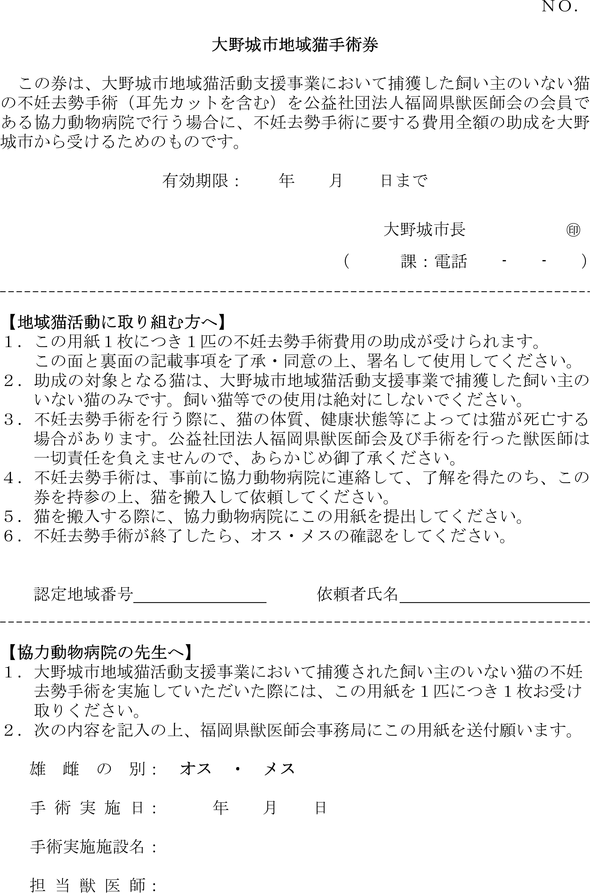 ＮＯ.
大野城市地域猫手術券
この券は、大野城市地域猫活動支援事業において捕獲した飼い主のいない猫
の不妊去勢手術（耳先カットを含む）を公益社団法人福岡県獣医師会の会員で
ある協力動物病院で行う場合に、不妊去勢手術に要する費用全額の助成を大野
城市から受けるためのものです。
有効期限：　　年　　月　　日まで
大野城市長　　　　　　㊞
（　　　課：電話　　-　　-　　）
【地域猫活動に取り組む方へ】
１．この用紙１枚につき１匹の不妊去勢手術費用の助成が受けられます。
この面と裏面の記載事項を了承・同意の上、署名して使用してください。
２．助成の対象となる猫は、大野城市地域猫活動支援事業で捕獲した飼い主の
いない猫のみです。飼い猫等での使用は絶対にしないでください。
３．不妊去勢手術を行う際に、猫の体質、健康状態等によっては猫が死亡する
場合があります。公益社団法人福岡県獣医師会及び手術を行った獣医師は
一切責任を負えませんので、あらかじめ御了承ください。
４．不妊去勢手術は、事前に協力動物病院に連絡して、了解を得たのち、この
券を持参の上、猫を搬入して依頼してください。
５．猫を搬入する際に、協力動物病院にこの用紙を提出してください。
６．不妊去勢手術が終了したら、オス・メスの確認をしてください。
認定地域番号＿＿＿＿＿＿＿＿　　　依頼者氏名＿＿＿＿＿＿＿＿＿＿＿
【協力動物病院の先生へ】
１．大野城市地域猫活動支援事業において捕獲された飼い主のいない猫の不妊
去勢手術を実施していただいた際には、この用紙を１匹につき１枚お受け
取りください。
２．次の内容を記入の上、福岡県獣医師会事務局にこの用紙を送付願います。
雄　雌　の　別：　オス　・　メス
手 術 実 施 日：　　　年　　月　　日
手術実施施設名：
担 当 獣 医 師：